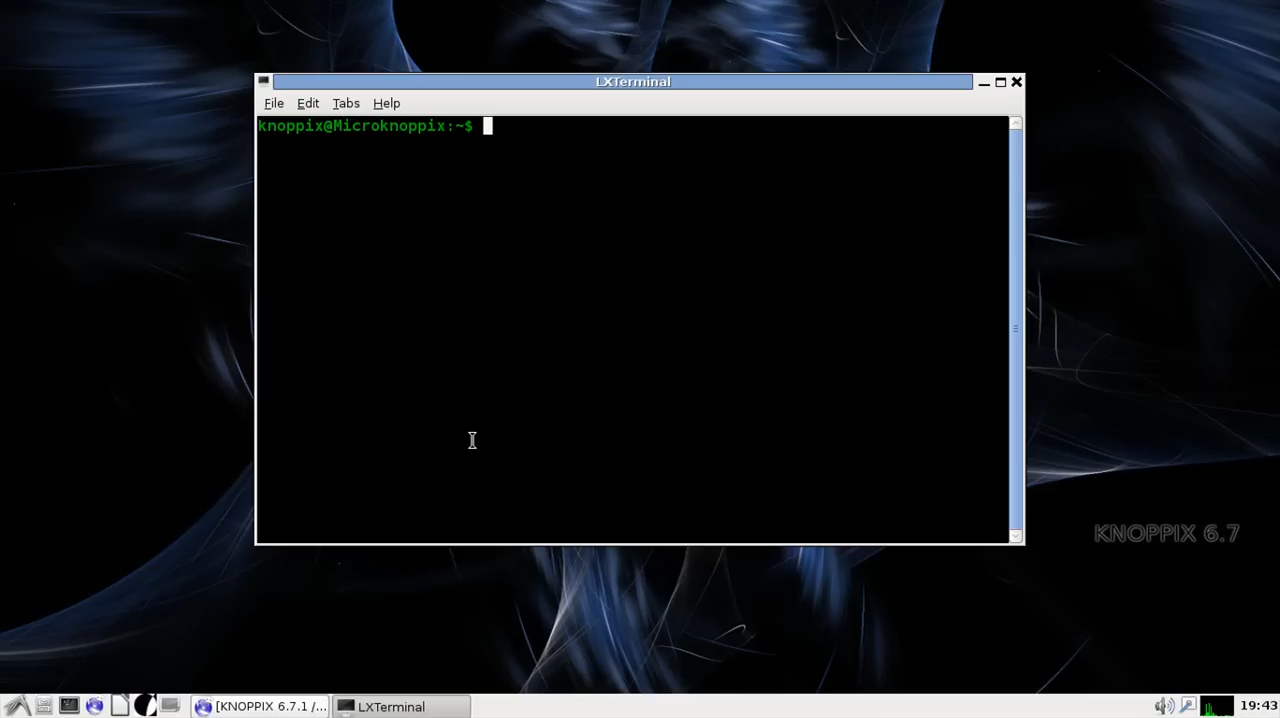 LXTerminal
File Edit Tabs Help
knoppix@Microknoppix:~$
KNOPPIX 6.7
[KNOPPIX 6.7.1 /... LXTerminal 19:43